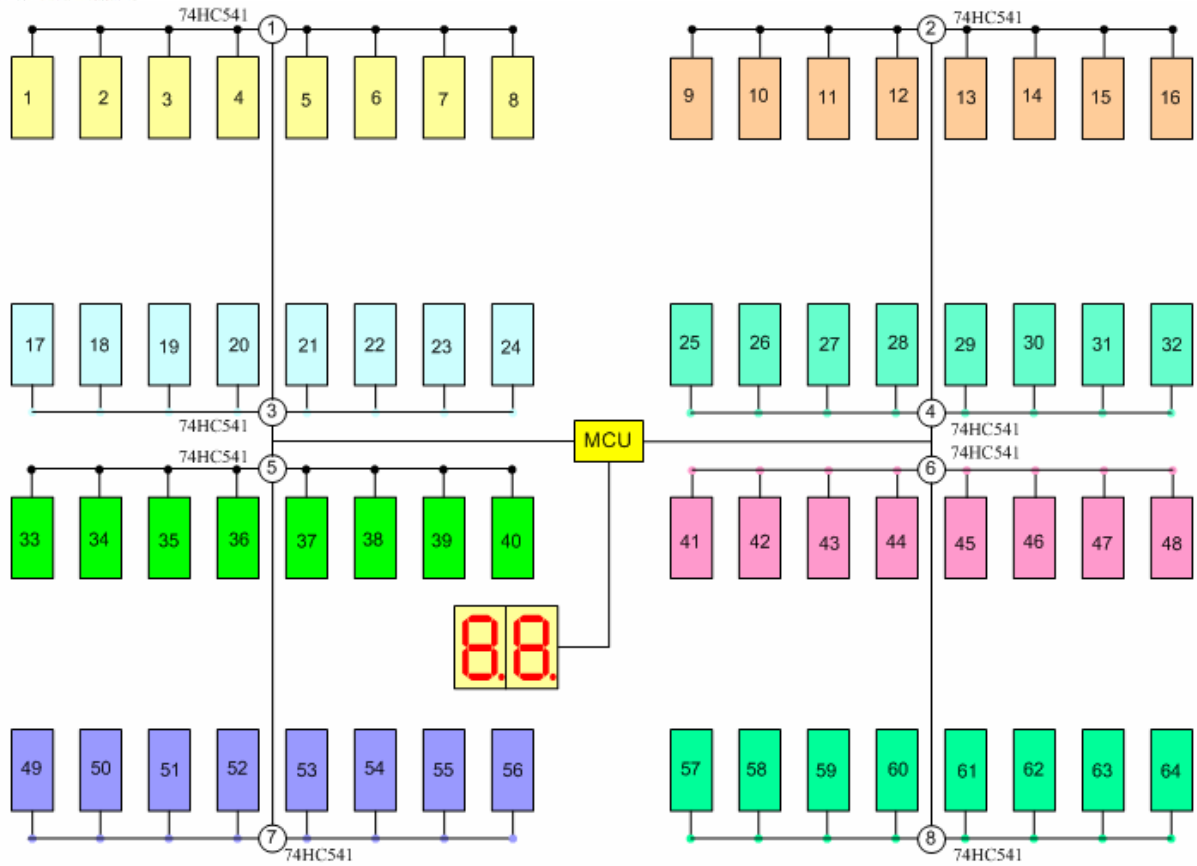 74HC541 1 74HC541 2
1 2 3 4 5 6 7 8 9 10 11 12 13 14 15 16
17 18 19 20 21 22 23 24 25 26 27 28 29 30 31 32
3 4
74HC541 74HC541
MCU
74HC541 74HC541
5 6
33 34 35 36 37 38 39 40 41 42 43 44 45 46 47 48
8.8.
49 50 51 52 53 54 55 56 57 58 59 60 61 62 63 64
7 8
74HC541 74HC541